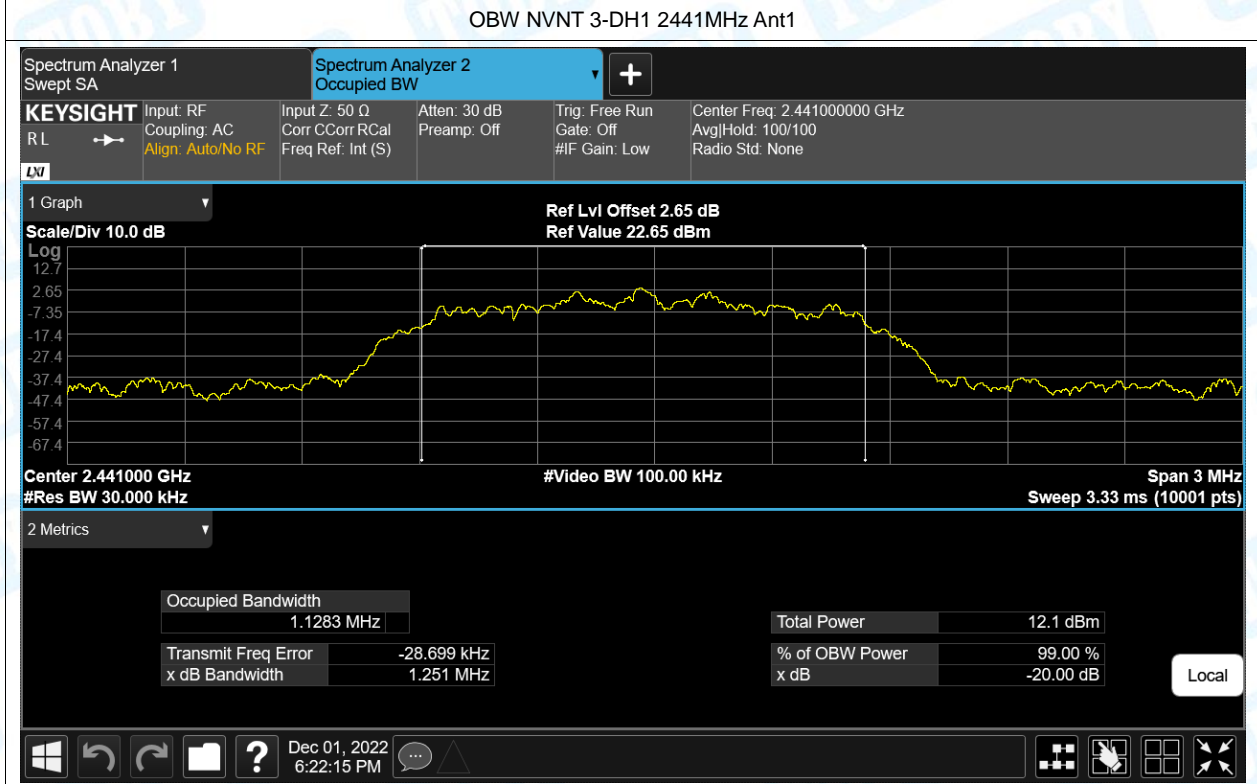 OBW NVNT 3-DH1 2441MHz Ant1
Spectrum Analyzer 1
Swept SA
Spectrum Analyzer 2
Occupied BW
KEYSIGHT
R L
LXI
Input: RF
Coupling: AC
Align: Auto/No RF
Input Z: 50 Ω
Corr CCorr RCal
Freq Ref: Int (S)
Atten: 30 dB
Preamp: Off
Trig: Free Run
Gate: Off
#IF Gain: Low
Center Freq: 2.441000000 GHz
Avg|Hold: 100/100
Radio Std: None
1 Graph
Scale/Div 10.0 dB
Ref Lvl Offset 2.65 dB
Ref Value 22.65 dBm
Log
12.7
2.65
-7.35
-17.4
-27.4
-37.4
-47.4
-57.4
-67.4
Center 2.441000 GHz
#Video BW 100.00 kHz
Span 3 MHz
#Res BW 30.000 kHz
Sweep 3.33 ms (10001 pts)
2 Metrics
Occupied Bandwidth
1.1283 MHz
Total Power 12.1 dBm
Transmit Freq Error -28.699 kHz
% of OBW Power 99.00 %
x dB Bandwidth 1.251 MHz
x dB -20.00 dB
Local
Dec 01, 2022
6:22:15 PM